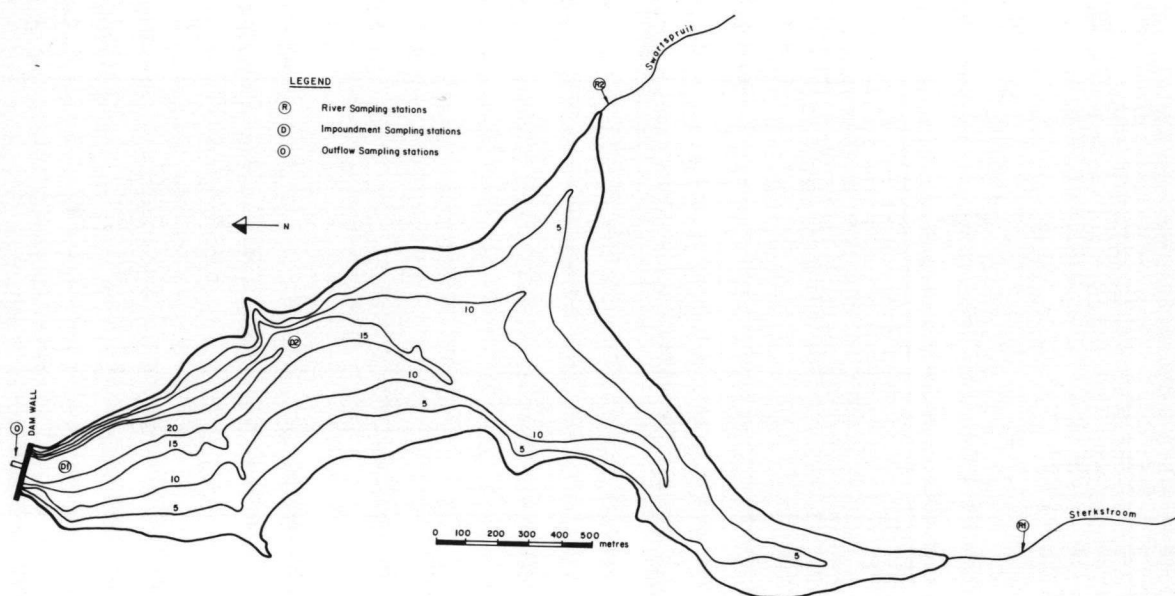 Swartspruit
R2
LEGEND
R River Sampling stations
D Impoundment Sampling stations
O Outflow Sampling stations
N
5
10
15
D2
10
5
20
15
10
5
10
5
5
DAM WALL
O
D1
0 100 200 300 400 500 metres
Sterkstroom
R1